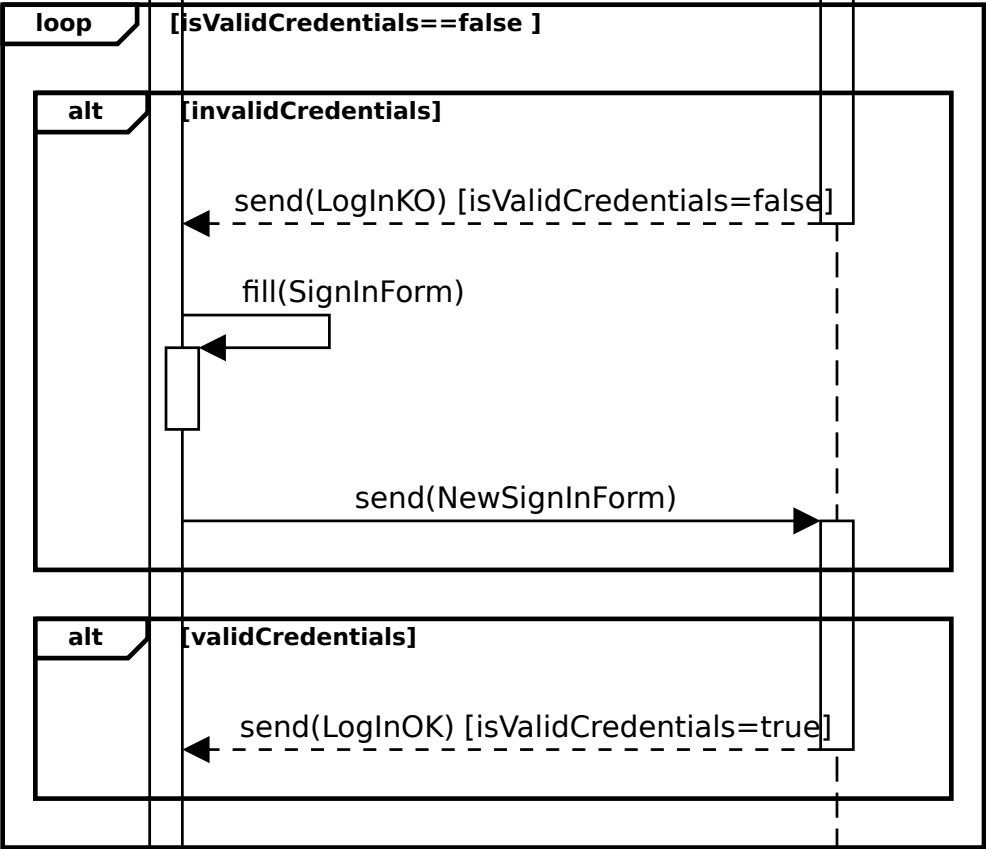 loop [isValidCredentials==false ]
alt [invalidCredentials]
send(LogInKO) [isValidCredentials=false]
fill(SignInForm)
send(NewSignInForm)
alt [validCredentials]
send(LogInOK) [isValidCredentials=true]